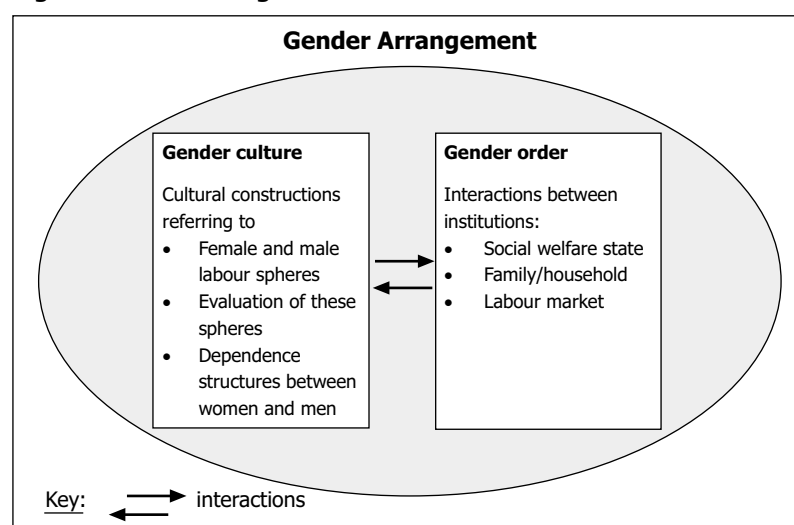 Gender Arrangement
Gender culture
Cultural constructions
referring to
• Female and male
labour spheres
• Evaluation of these
spheres
• Dependence
structures between
women and men
Gender order
Interactions between
institutions:
• Social welfare state
• Family/household
• Labour market
Key: interactions